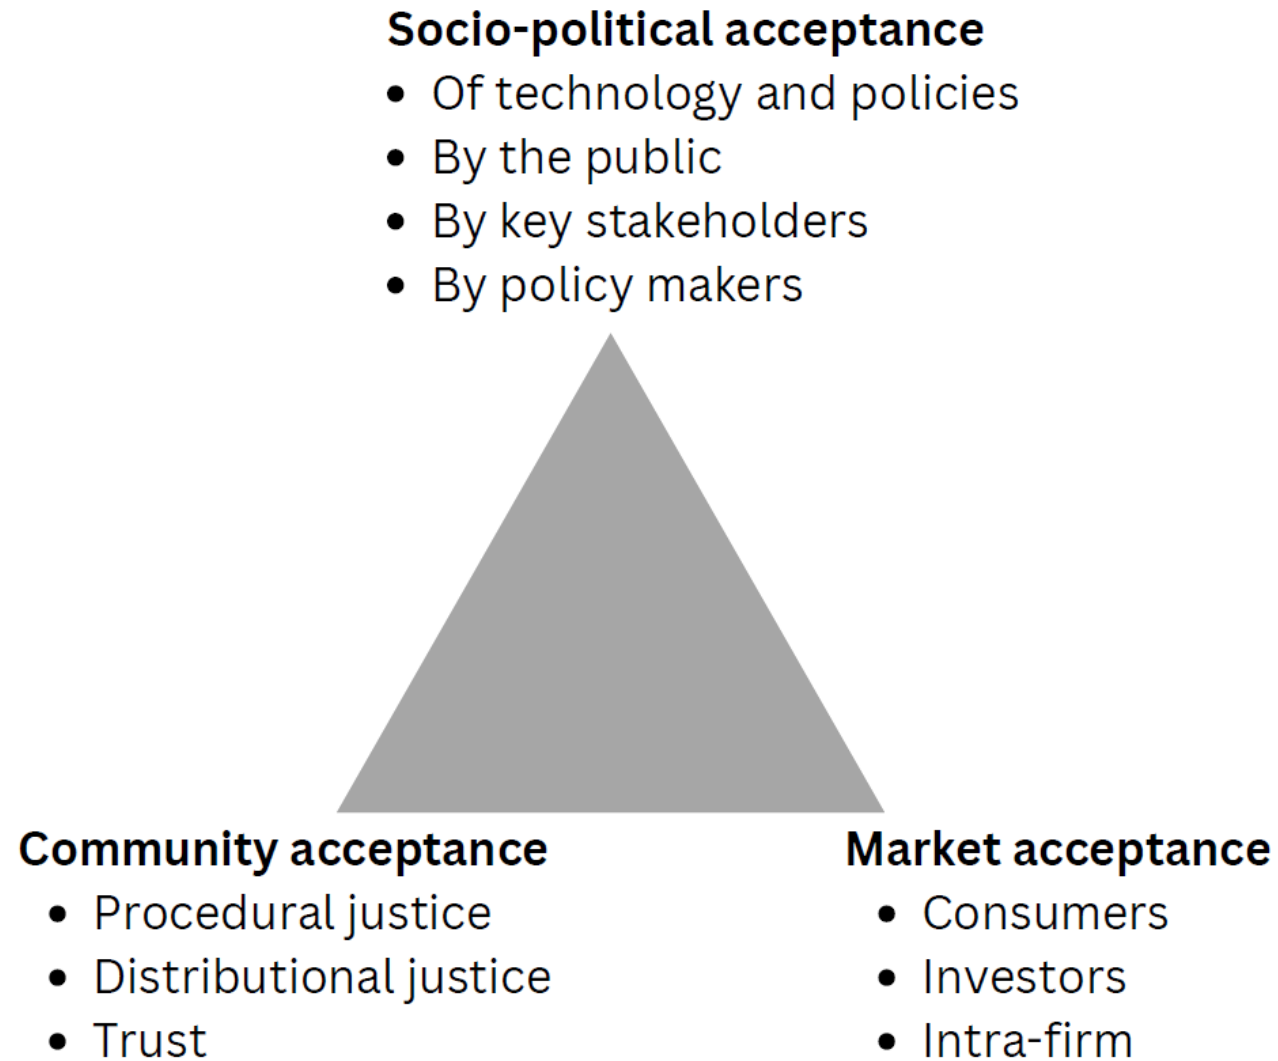 Socio-political acceptance
• Of technology and policies
• By the public
• By key stakeholders
• By policy makers
Community acceptance
• Procedural justice
• Distributional justice
• Trust
Market acceptance
• Consumers
• Investors
• Intra-firm